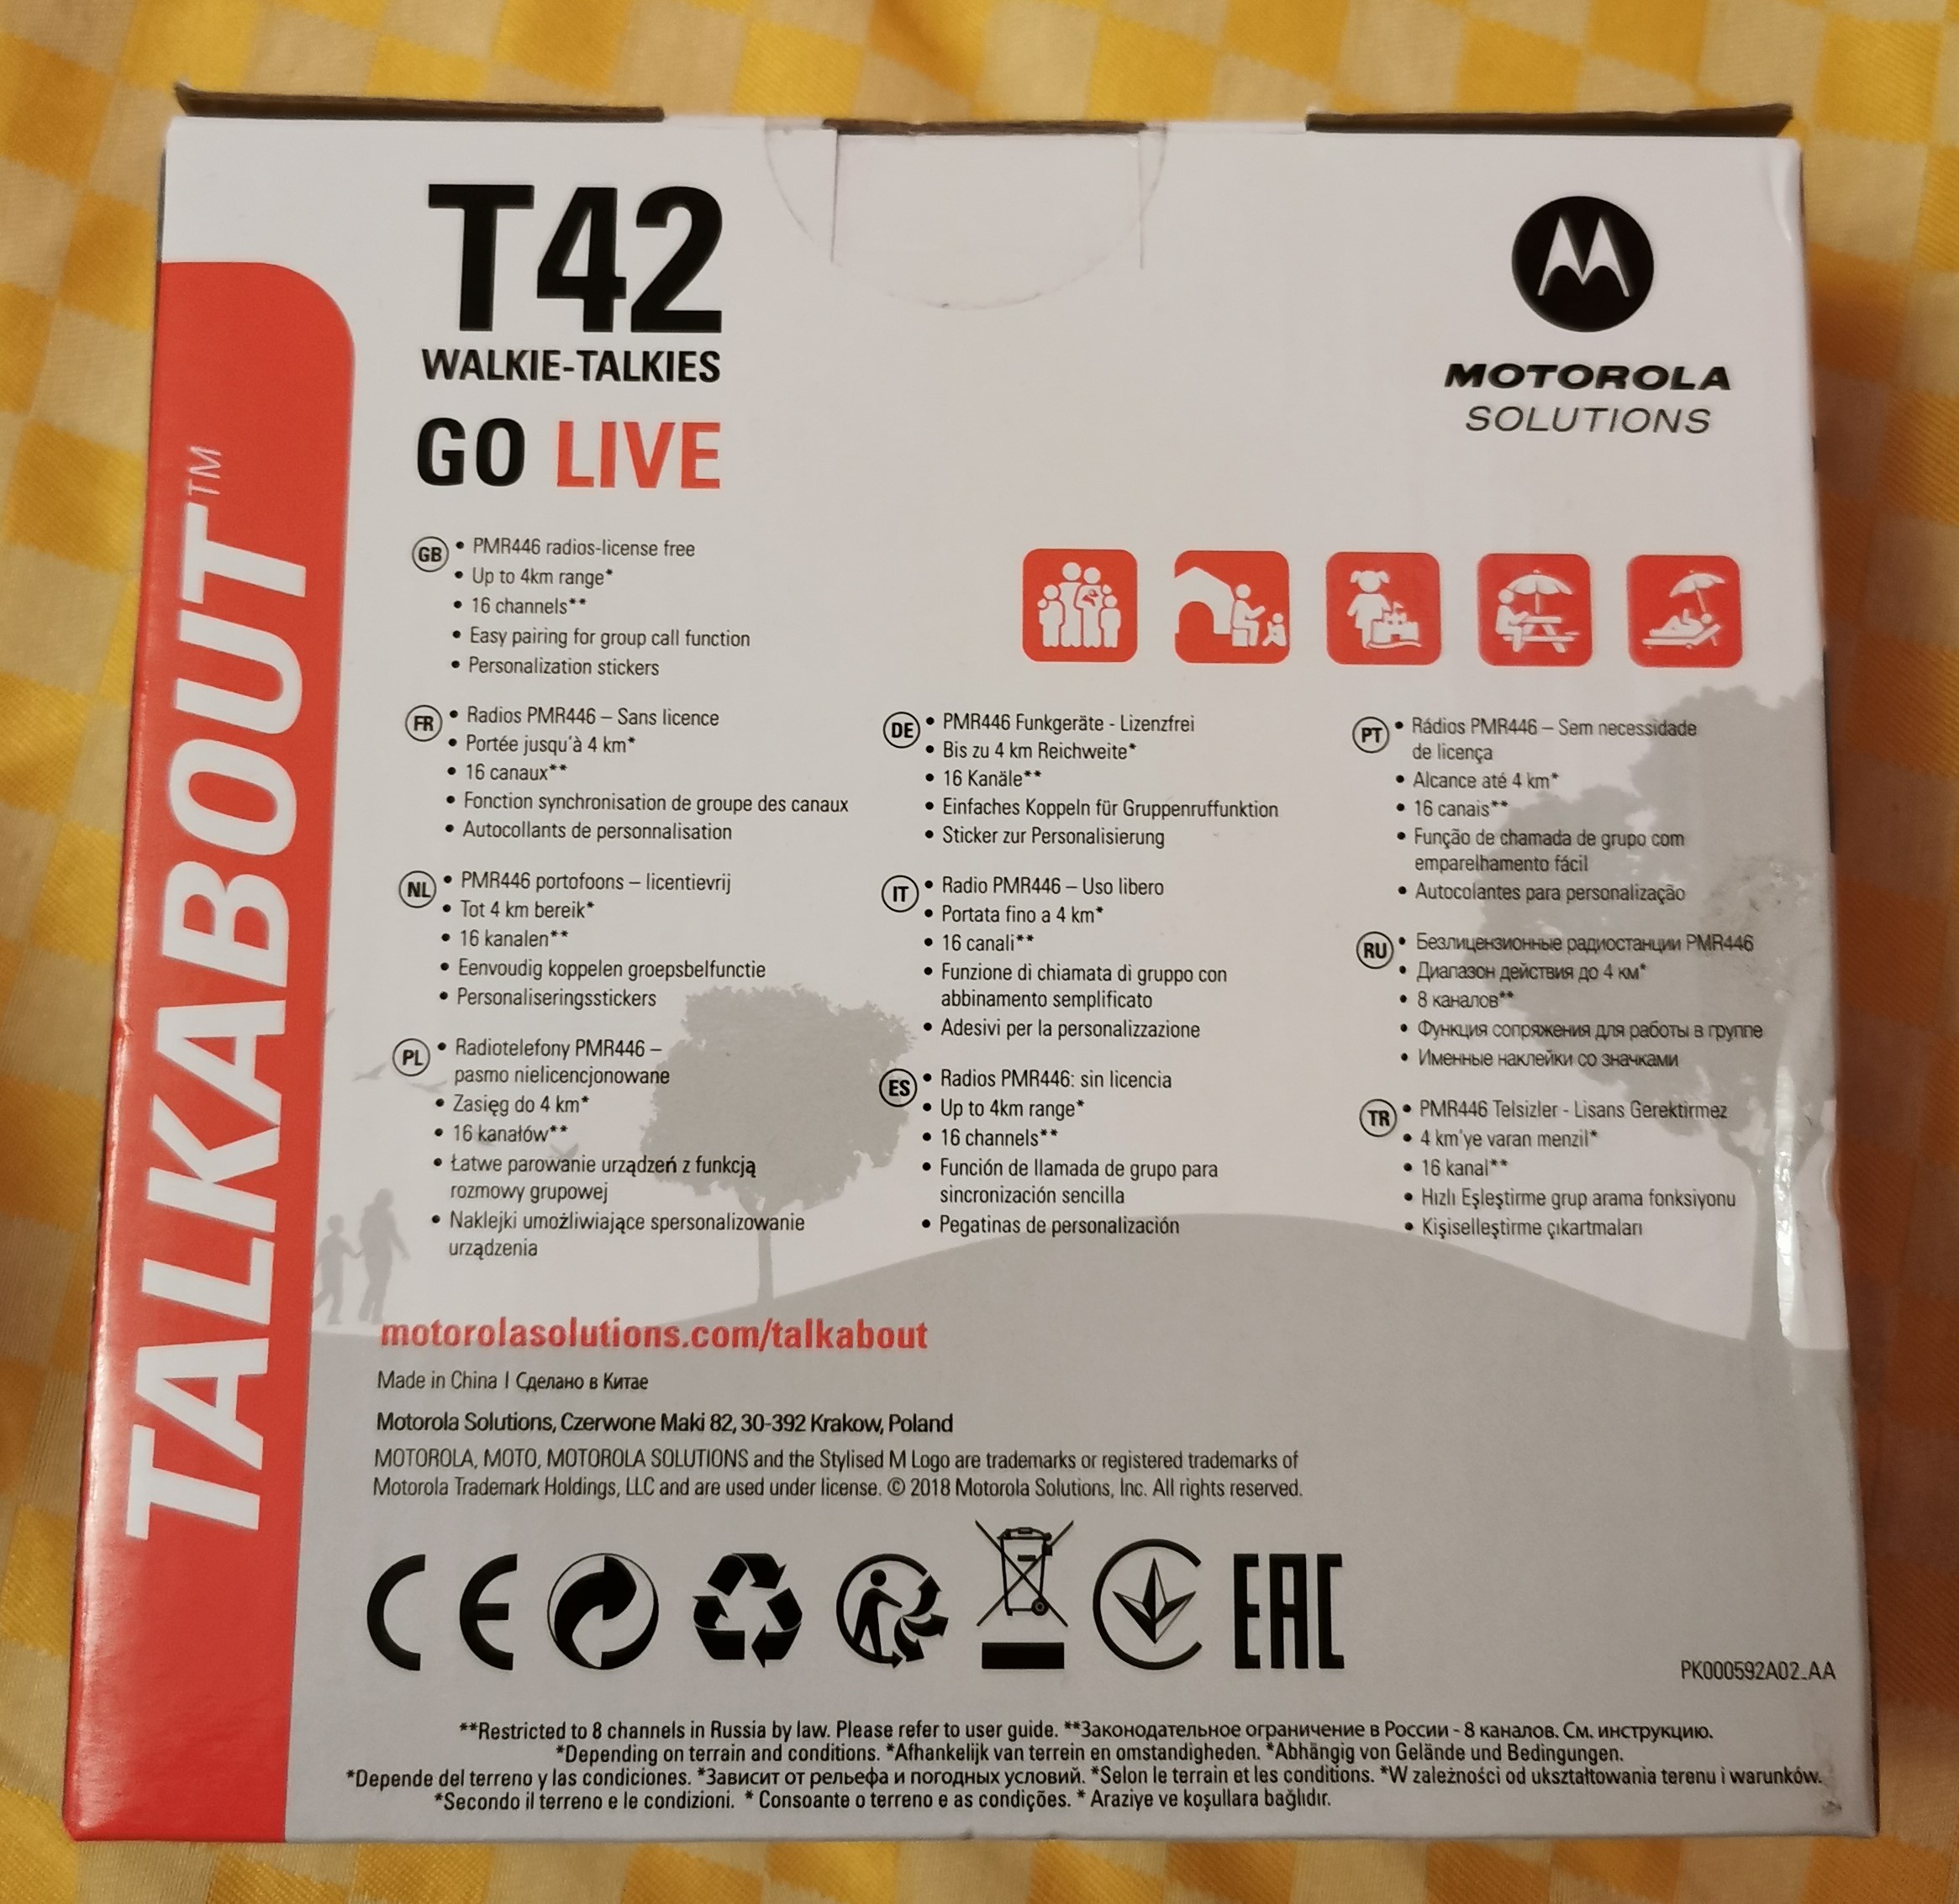 T42
WALKIE-TALKIES
GO LIVE
MOTOROLA
SOLUTIONS
TALKABOUT™
GB
• PMR446 radios-license free
• Up to 4km range*
• 16 channels**
• Easy pairing for group call function
• Personalization stickers
FR
• Radios PMR446 – Sans licence
• Portée jusqu'à 4 km*
• 16 canaux**
• Fonction synchronisation de groupe des canaux
• Autocollants de personnalisation
NL
• PMR446 portofoons – licentievrij
• Tot 4 km bereik*
• 16 kanalen**
• Eenvoudig koppelen groepsbelfunctie
• Personaliseringsstickers
PL
• Radiotelefony PMR446 –
pasmo nielicencjonowane
• Zasięg do 4 km*
• 16 kanałów**
• Łatwe parowanie urządzeń z funkcją
rozmowy grupowej
• Naklejki umożliwiające spersonalizowanie
urządzenia
DE
• PMR446 Funkgeräte - Lizenzfrei
• Bis zu 4 km Reichweite*
• 16 Kanäle**
• Einfaches Koppeln für Gruppenruffunktion
• Sticker zur Personalisierung
IT
• Radio PMR446 – Uso libero
• Portata fino a 4 km*
• 16 canali**
• Funzione di chiamata di gruppo con
abbinamento semplificato
• Adesivi per la personalizzazione
ES
• Radios PMR446: sin licencia
• Up to 4km range*
• 16 channels**
• Función de llamada de grupo para
sincronización sencilla
• Pegatinas de personalización
PT
• Rádios PMR446 – Sem necessidade
de licença
• Alcance até 4 km*
• 16 canais**
• Função de chamada de grupo com
emparelhamento fácil
• Autocolantes para personalização
RU
• Безлицензионные радиостанции PMR446
• Диапазон действия до 4 км*
• 8 каналов**
• Функция сопряжения для работы в группе
• Именные наклейки со значками
TR
• PMR446 Telsizler - Lisans Gerektirmez
• 4 km'ye varan menzil*
• 16 kanal**
• Hızlı Eşleştirme grup arama fonksiyonu
• Kişiselleştirme çıkartmaları
motorolasolutions.com/talkabout
Made in China | Сделано в Китае
Motorola Solutions, Czerwone Maki 82, 30-392 Krakow, Poland
MOTOROLA, MOTO, MOTOROLA SOLUTIONS and the Stylised M Logo are trademarks or registered trademarks of
Motorola Trademark Holdings, LLC and are used under license. © 2018 Motorola Solutions, Inc. All rights reserved.
CE
EAC
PK000592A02_AA
**Restricted to 8 channels in Russia by law. Please refer to user guide. **Законодательное ограничение в России - 8 каналов. См. инструкцию.
*Depending on terrain and conditions. *Afhankelijk van terrein en omstandigheden. *Abhängig von Gelände und Bedingungen.
*Depende del terreno y las condiciones. *Зависит от рельефа и погодных условий. *Selon le terrain et les conditions. *W zależności od ukształtowania terenu i warunków.
*Secondo il terreno e le condizioni. * Consoante o terreno e as condições. * Araziye ve koşullara bağlıdır.